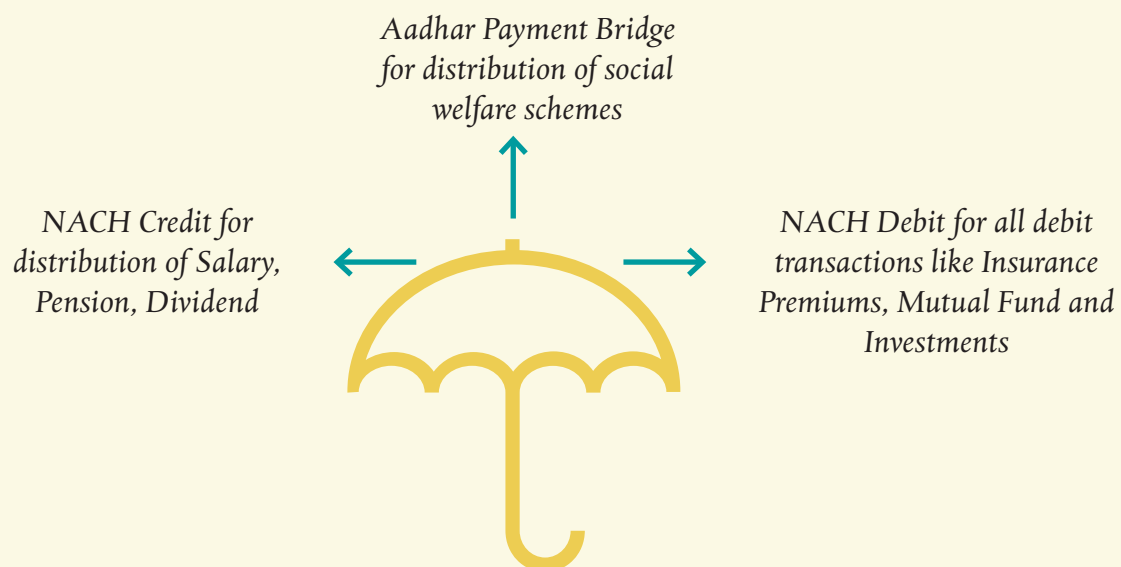 Aadhar Payment Bridge
for distribution of social
welfare schemes
NACH Credit for
distribution of Salary,
Pension, Dividend
NACH Debit for all debit
transactions like Insurance
Premiums, Mutual Fund and
Investments